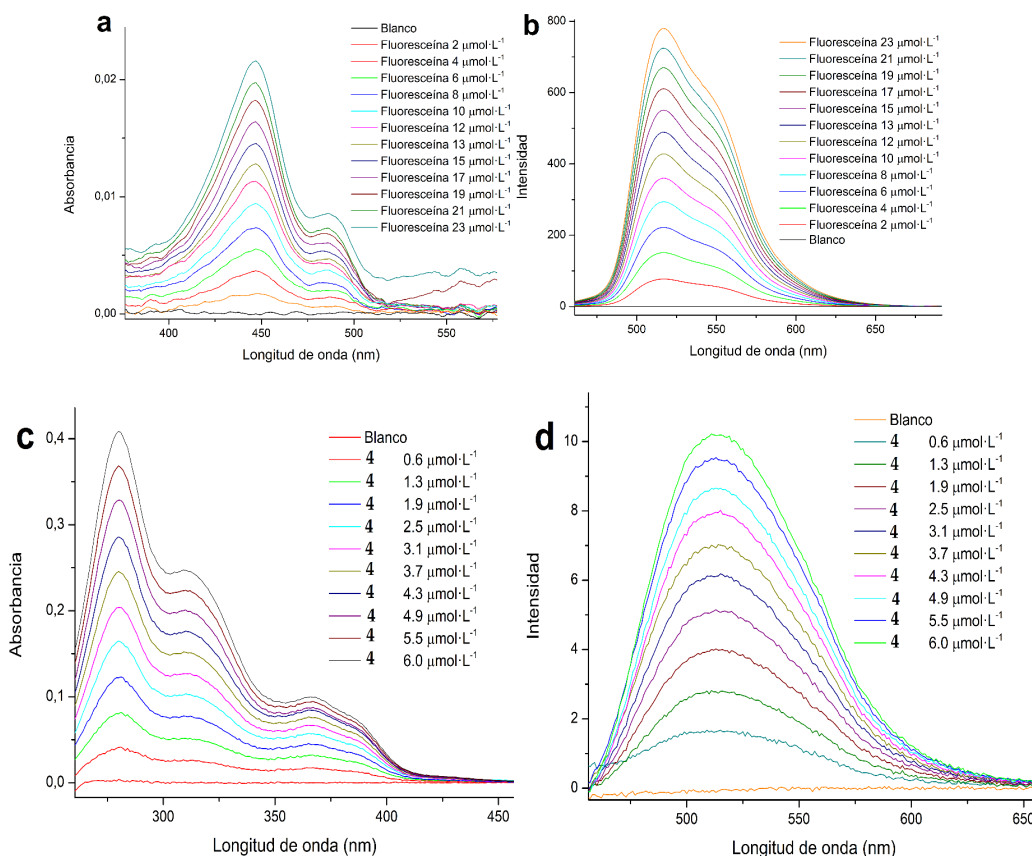 a
Blanco
Fluoresceína 2 μmol·L⁻¹
Fluoresceína 4 μmol·L⁻¹
Fluoresceína 6 μmol·L⁻¹
Fluoresceína 8 μmol·L⁻¹
Fluoresceína 10 μmol·L⁻¹
Fluoresceína 12 μmol·L⁻¹
Fluoresceína 13 μmol·L⁻¹
Fluoresceína 15 μmol·L⁻¹
Fluoresceína 17 μmol·L⁻¹
Fluoresceína 19 μmol·L⁻¹
Fluoresceína 21 μmol·L⁻¹
Fluoresceína 23 μmol·L⁻¹
Absorbancia
0,02
0,01
0,00
400 450 500 550
Longitud de onda (nm)
b
Fluoresceína 23 μmol·L⁻¹
Fluoresceína 21 μmol·L⁻¹
Fluoresceína 19 μmol·L⁻¹
Fluoresceína 17 μmol·L⁻¹
Fluoresceína 15 μmol·L⁻¹
Fluoresceína 13 μmol·L⁻¹
Fluoresceína 12 μmol·L⁻¹
Fluoresceína 10 μmol·L⁻¹
Fluoresceína 8 μmol·L⁻¹
Fluoresceína 6 μmol·L⁻¹
Fluoresceína 4 μmol·L⁻¹
Fluoresceína 2 μmol·L⁻¹
Blanco
Intensidad
800
600
400
200
0
500 550 600 650
Longitud de onda (nm)
c
Blanco
4 0.6 μmol·L⁻¹
4 1.3 μmol·L⁻¹
4 1.9 μmol·L⁻¹
4 2.5 μmol·L⁻¹
4 3.1 μmol·L⁻¹
4 3.7 μmol·L⁻¹
4 4.3 μmol·L⁻¹
4 4.9 μmol·L⁻¹
4 5.5 μmol·L⁻¹
4 6.0 μmol·L⁻¹
Absorbancia
0,4
0,3
0,2
0,1
0,0
300 350 400 450
Longitud de onda (nm)
d
Blanco
4 0.6 μmol·L⁻¹
4 1.3 μmol·L⁻¹
4 1.9 μmol·L⁻¹
4 2.5 μmol·L⁻¹
4 3.1 μmol·L⁻¹
4 3.7 μmol·L⁻¹
4 4.3 μmol·L⁻¹
4 4.9 μmol·L⁻¹
4 5.5 μmol·L⁻¹
4 6.0 μmol·L⁻¹
Intensidad
10
8
6
4
2
0
500 550 600 650
Longitud de onda (nm)